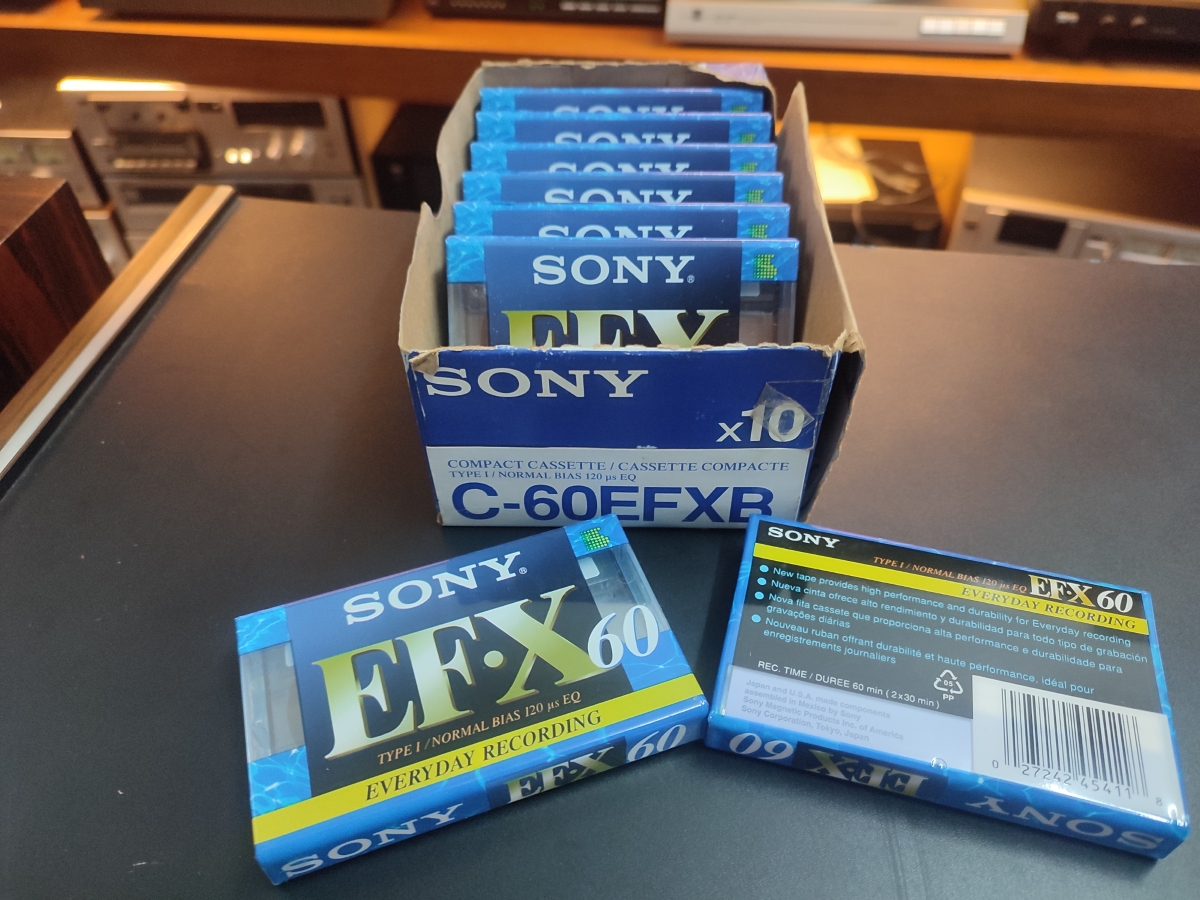 SONY
SONY
SONY
SONY
SONY
SONY
EF·X
SONY
x10
COMPACT CASSETTE / CASSETTE COMPACTE
TYPE I / NORMAL BIAS 120 µs EQ
C-60EFXB
SONY
EF·X 60
TYPE I / NORMAL BIAS 120 µs EQ
EVERYDAY RECORDING
SONY EF·X 60
SONY
TYPE I / NORMAL BIAS 120 µs EQ EF·X 60
EVERYDAY RECORDING
New tape provides high performance and durability for Everyday recording
Nueva cinta ofrece alto rendimiento y durabilidad para todo tipo de grabación
Nova fita cassete que proporciona alta performance e durabilidade para
gravações diárias
Nouveau ruban offrant durabilité et haute performance. idéal pour
enregistrements journaliers
REC. TIME / DUREE 60 min ( 2x30 min )
05
PP
Japan and U.S.A. made components
assembled in Mexico by Sony
Sony Magnetic Products Inc. of America
Sony Corporation, Tokyo, Japan
0 27242 45411 8
SONY EF·X 60